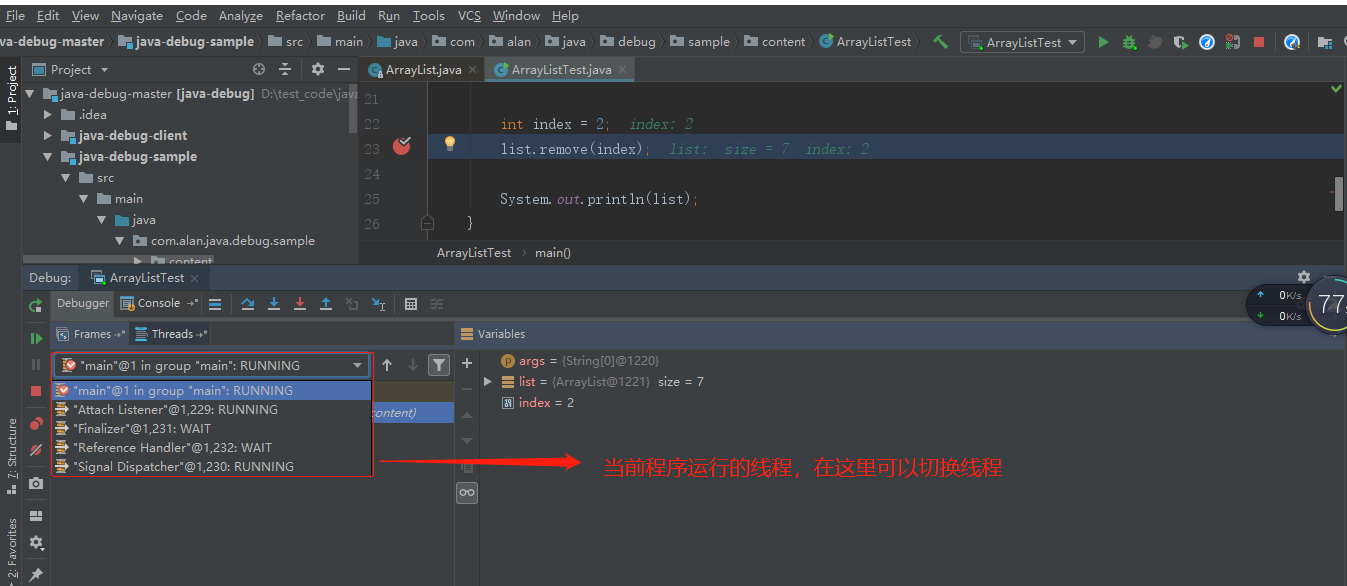 File Edit View Navigate Code Analyze Refactor Build Run Tools VCS Window Help
va-debug-master java-debug-sample src main java com alan java debug sample content ArrayListTest ArrayListTest
1: Project
Project
ArrayList.java ArrayListTest.java
java-debug-master [java-debug] D:\test_code\java
.idea
java-debug-client
java-debug-sample
src
main
java
com.alan.java.debug.sample
content
21
22 int index = 2; index: 2
23 list.remove(index); list: size = 7 index: 2
24
25 System.out.println(list);
26 }
ArrayListTest main()
Debug: ArrayListTest
Debugger Console
0K/s
0K/s
77
Frames Threads Variables
"main"@1 in group "main": RUNNING
"main"@1 in group "main": RUNNING
"Attach Listener"@1,229: RUNNING
"Finalizer"@1,231: WAIT
"Reference Handler"@1,232: WAIT
"Signal Dispatcher"@1,230: RUNNING
content)
args = {String[0]@1220}
list = {ArrayList@1221} size = 7
index = 2
当前程序运行的线程，在这里可以切换线程
7: Structure
2: Favorites